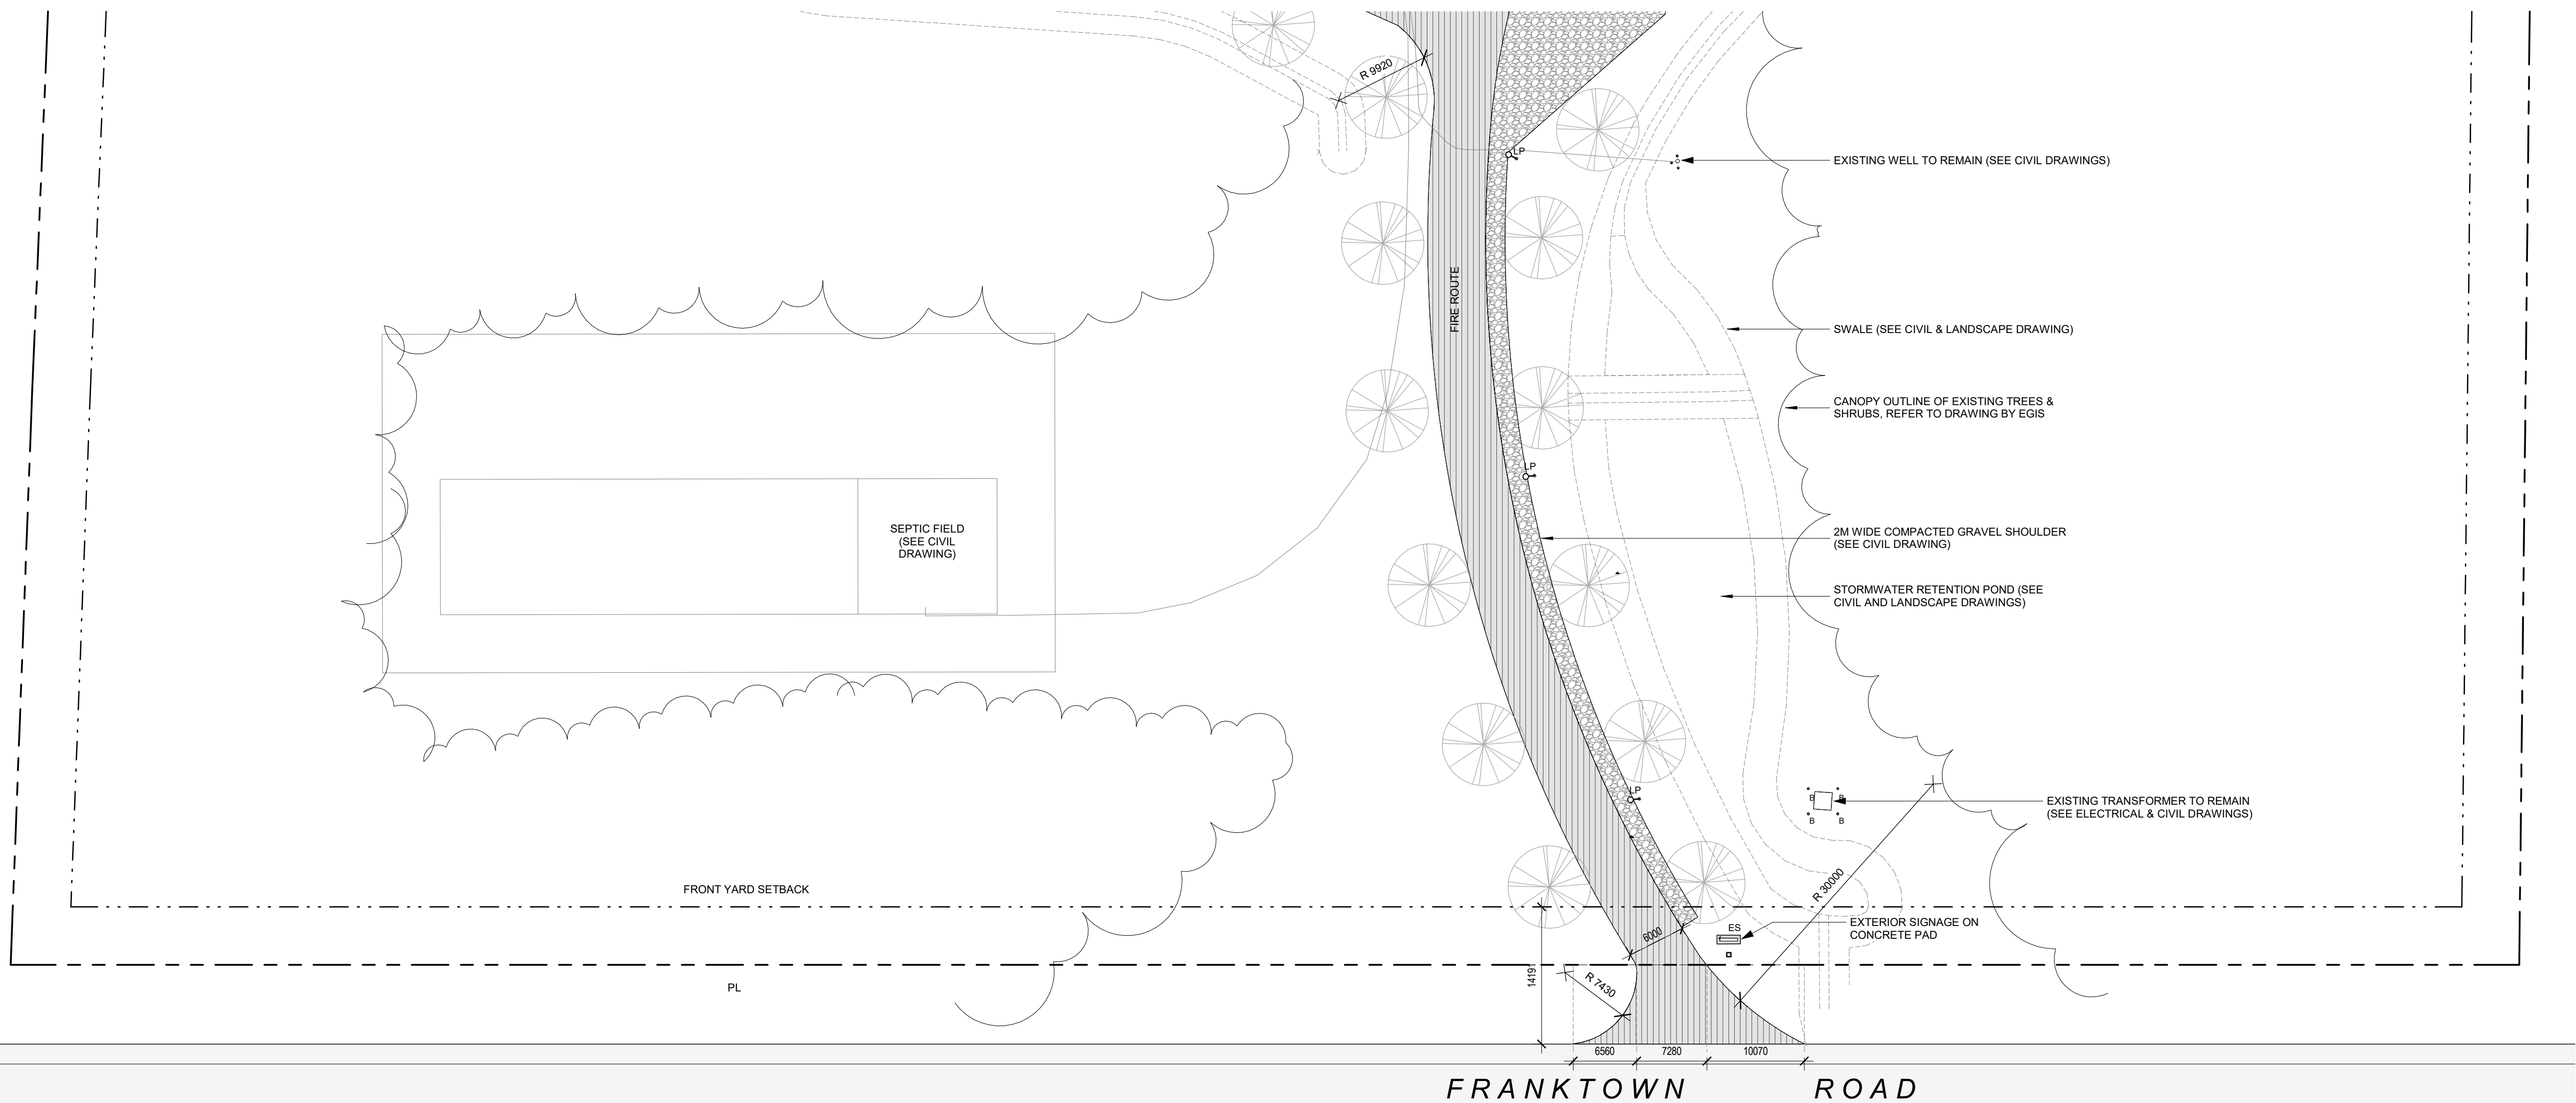 R 9920
LP
EXISTING WELL TO REMAIN (SEE CIVIL DRAWINGS)
FIRE ROUTE
SWALE (SEE CIVIL & LANDSCAPE DRAWING)
CANOPY OUTLINE OF EXISTING TREES &
SHRUBS, REFER TO DRAWING BY EGIS
LP
SEPTIC FIELD
(SEE CIVIL
DRAWING)
2M WIDE COMPACTED GRAVEL SHOULDER
(SEE CIVIL DRAWING)
STORMWATER RETENTION POND (SEE
CIVIL AND LANDSCAPE DRAWINGS)
LP
B
B
B
B
EXISTING TRANSFORMER TO REMAIN
(SEE ELECTRICAL & CIVIL DRAWINGS)
FRONT YARD SETBACK
R 30000
EXTERIOR SIGNAGE ON
CONCRETE PAD
ES
6000
1419
PL
R 7430
6560
7280
10070
FRANKTOWN ROAD